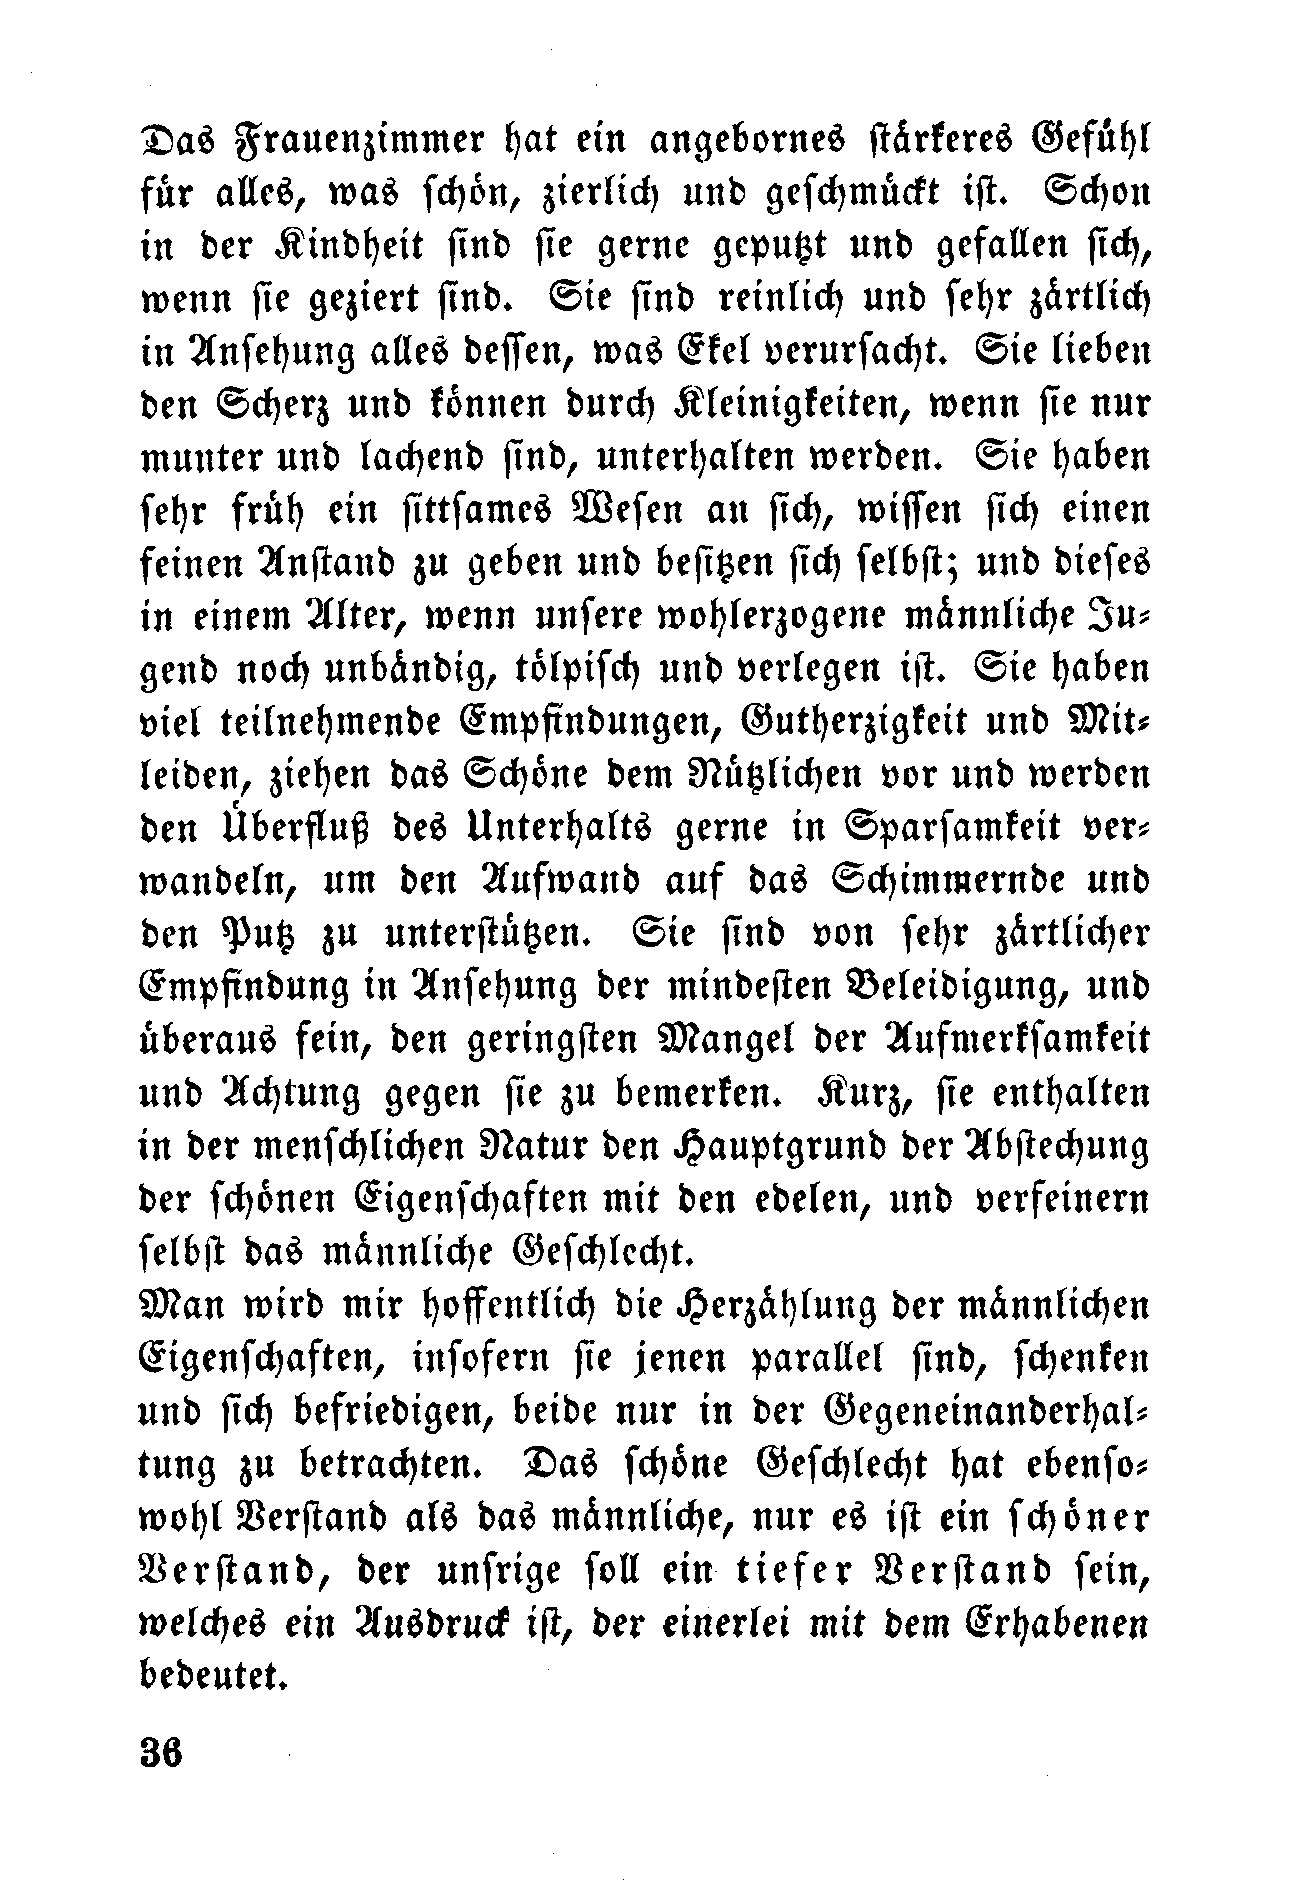 Das Frauenzimmer hat ein angebornes stärkeres Gefühl
für alles, was schön, zierlich und geschmückt ist. Schon
in der Kindheit sind sie gerne geputzt und gefallen sich,
wenn sie geziert sind. Sie sind reinlich und sehr zärtlich
in Ansehung alles dessen, was Ekel verursacht. Sie lieben
den Scherz und können durch Kleinigkeiten, wenn sie nur
munter und lachend sind, unterhalten werden. Sie haben
sehr früh ein sittsames Wesen an sich, wissen sich einen
feinen Anstand zu geben und besitzen sich selbst; und dieses
in einem Alter, wenn unsere wohlerzogene männliche Ju⸗
gend noch unbändig, tölpisch und verlegen ist. Sie haben
viel teilnehmende Empfindungen, Gutherzigkeit und Mit⸗
leiden, ziehen das Schöne dem Nützlichen vor und werden
den Überfluß des Unterhalts gerne in Sparsamkeit ver⸗
wandeln, um den Aufwand auf das Schimmernde und
den Putz zu unterstützen. Sie sind von sehr zärtlicher
Empfindung in Ansehung der mindesten Beleidigung, und
überaus fein, den geringsten Mangel der Aufmerksamkeit
und Achtung gegen sie zu bemerken. Kurz, sie enthalten
in der menschlichen Natur den Hauptgrund der Abstechung
der schönen Eigenschaften mit den edelen, und verfeinern
selbst das männliche Geschlecht.
Man wird mir hoffentlich die Herzählung der männlichen
Eigenschaften, insofern sie jenen parallel sind, schenken
und sich befriedigen, beide nur in der Gegeneinanderhal⸗
tung zu betrachten. Das schöne Geschlecht hat ebenso⸗
wohl Verstand als das männliche, nur es ist ein schöner
Verstand, der unsrige soll ein tiefer Verstand sein,
welches ein Ausdruck ist, der einerlei mit dem Erhabenen
bedeutet.
36